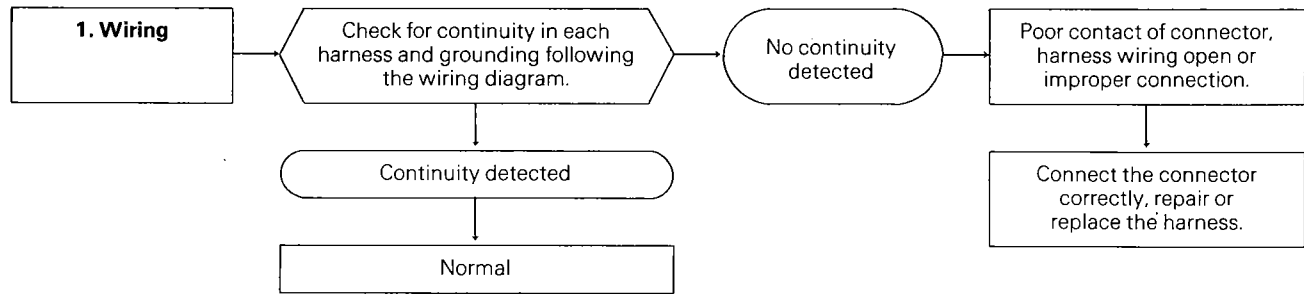 1. Wiring
Check for continuity in each
harness and grounding following
the wiring diagram.
No continuity
detected
Poor contact of connector,
harness wiring open or
improper connection.
Continuity detected
Connect the connector
correctly, repair or
replace the harness.
Normal